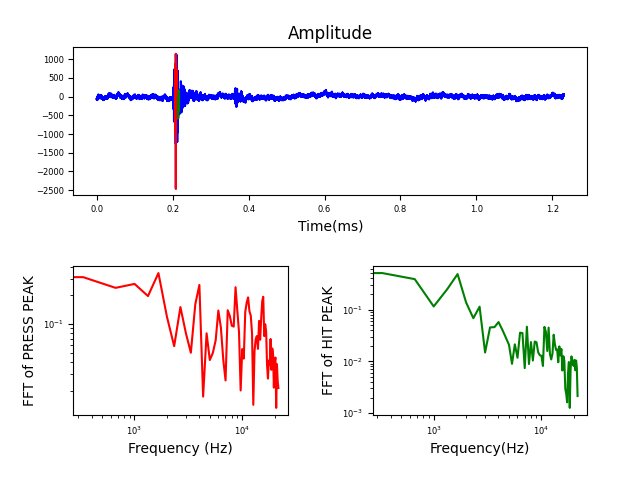 Amplitude
1000
500
0
−500
−1000
−1500
−2000
−2500
0.0 0.2 0.4 0.6 0.8 1.0 1.2
Time(ms)
FFT of PRESS PEAK
10⁻¹
10³ 10⁴
Frequency (Hz)
FFT of HIT PEAK
10⁻¹
10⁻²
10⁻³
10³ 10⁴
Frequency(Hz)